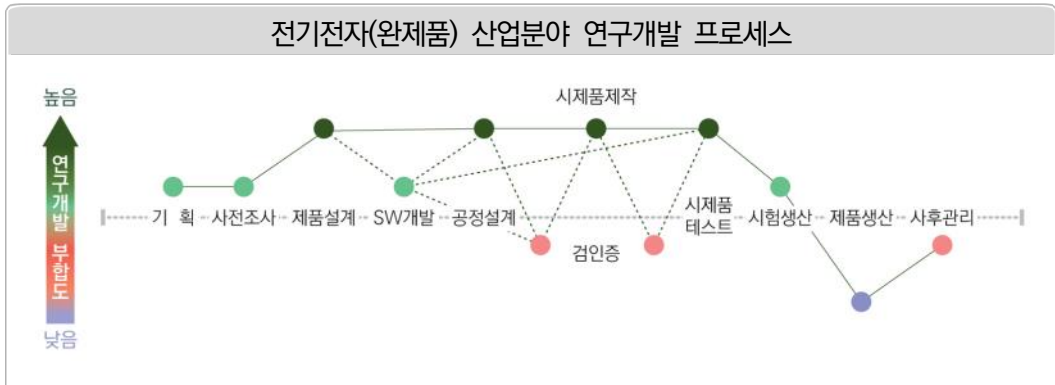 전기전자(완제품) 산업분야 연구개발 프로세스
높음
시제품제작
연구개발 부합도
기 획
사전조사
제품설계
SW개발
공정설계
시제품
테스트
시험생산
제품생산
사후관리
검인증
낮음